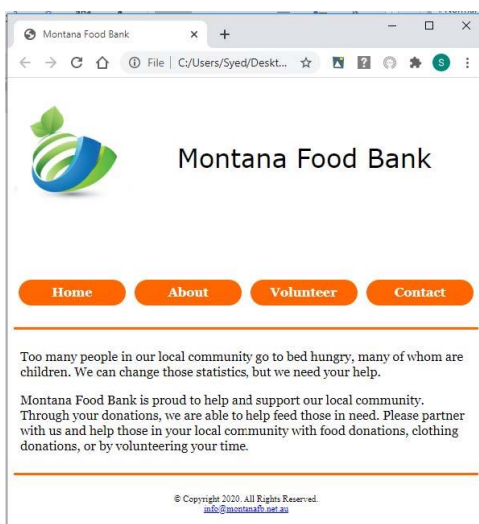 Montana Food Bank
File | C:/Users/Syed/Deskt...
S
Montana Food Bank
Home About Volunteer Contact
Too many people in our local community go to bed hungry, many of whom are
children. We can change those statistics, but we need your help.
Montana Food Bank is proud to help and support our local community.
Through your donations, we are able to help feed those in need. Please partner
with us and help those in your local community with food donations, clothing
donations, or by volunteering your time.
© Copyright 2020. All Rights Reserved.
info@montanafb.net.au